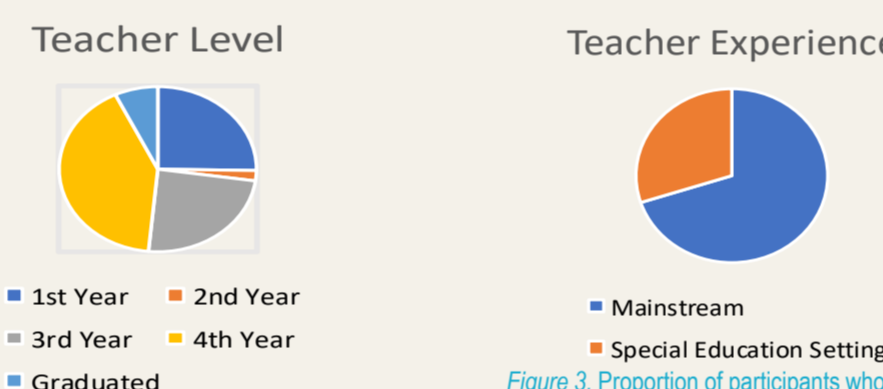 Teacher Level
1st Year 2nd Year
3rd Year 4th Year
Graduated
Teacher Experience
Mainstream
Special Education Setting
Figure 3. Proportion of participants who